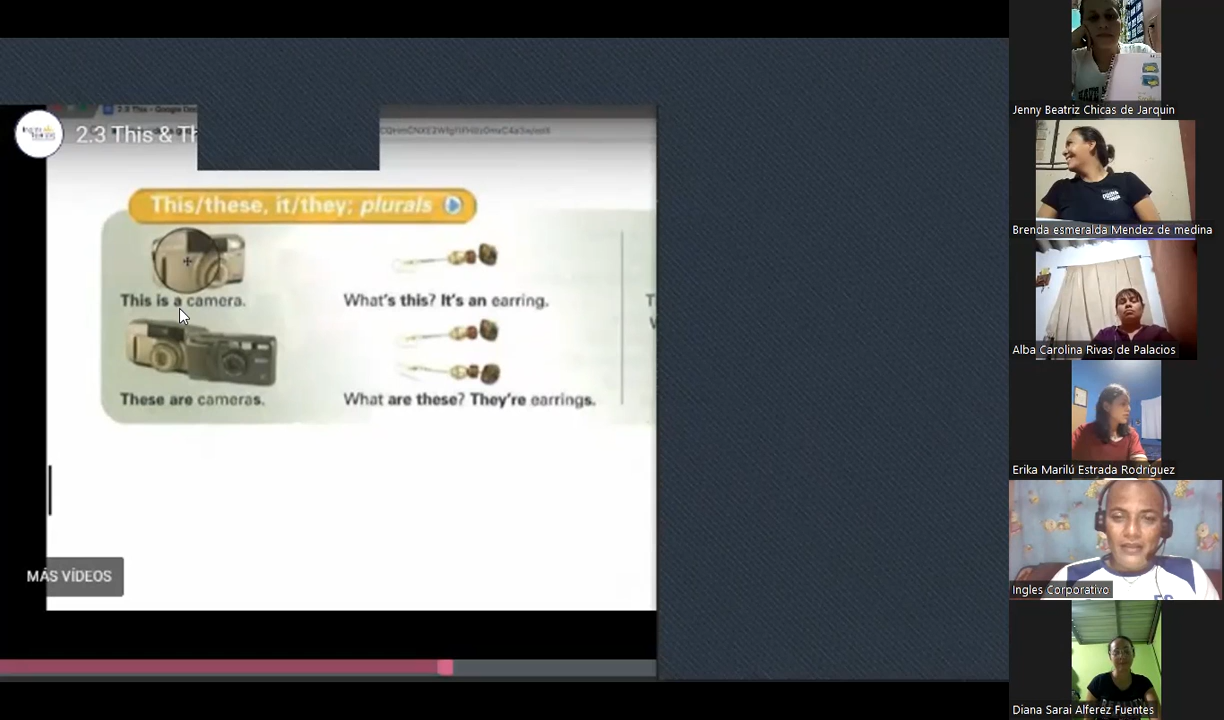 2.3 This & Th
This/these, it/they; plurals
This is a camera.
What's this? It's an earring.
These are cameras.
What are these? They're earrings.
MÁS VÍDEOS
Jenny Beatriz Chicas de Jarquin
Brenda esmeralda Mendez de medina
Alba Carolina Rivas de Palacios
Erika Marilú Estrada Rodríguez
Ingles Corporativo
Diana Sarai Alferez Fuentes